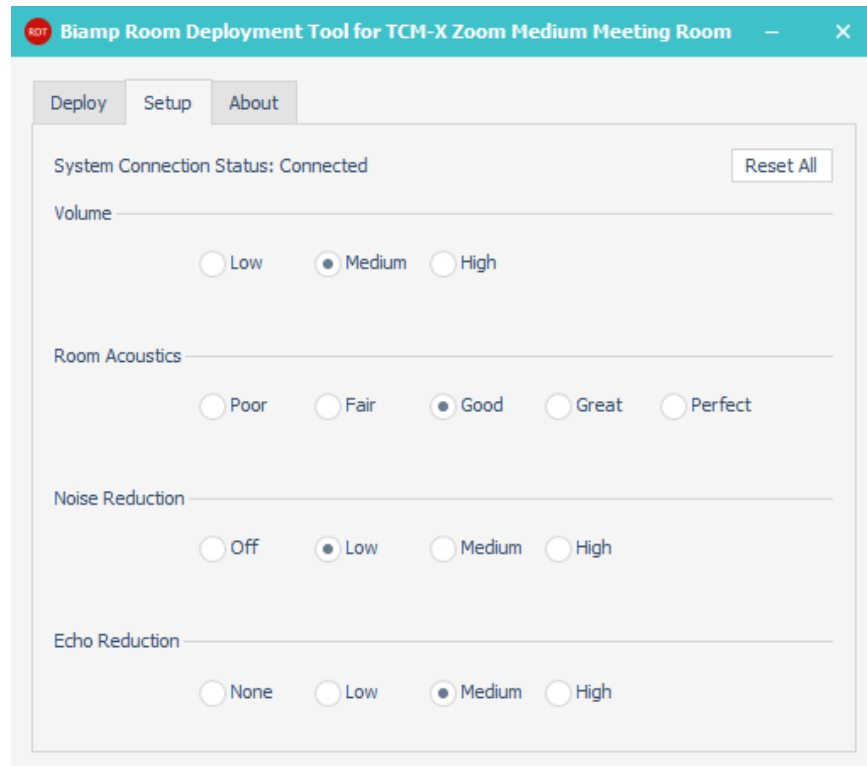 RDT Biamp Room Deployment Tool for TCM-X Zoom Medium Meeting Room
Deploy Setup About
System Connection Status: Connected Reset All
Volume
Low Medium High
Room Acoustics
Poor Fair Good Great Perfect
Noise Reduction
Off Low Medium High
Echo Reduction
None Low Medium High